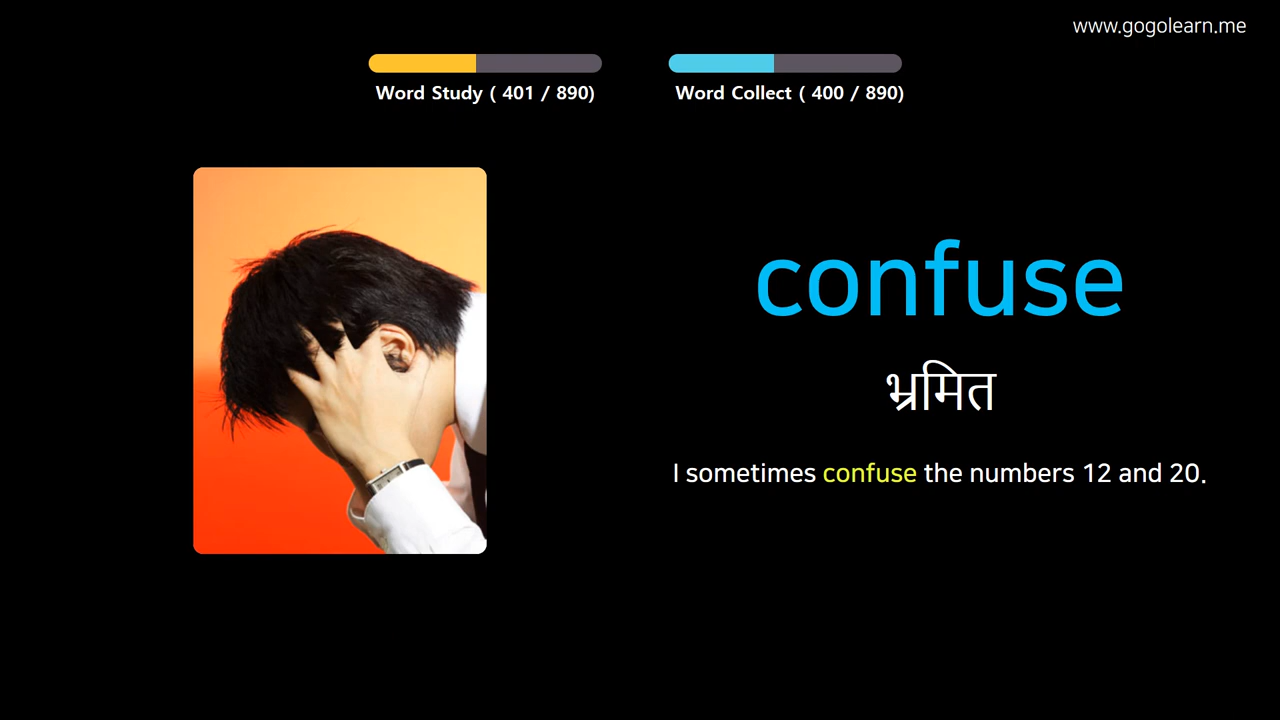 www.gogolearn.me
Word Study ( 401 / 890)
Word Collect ( 400 / 890)
confuse
भ्रमित
I sometimes confuse the numbers 12 and 20.